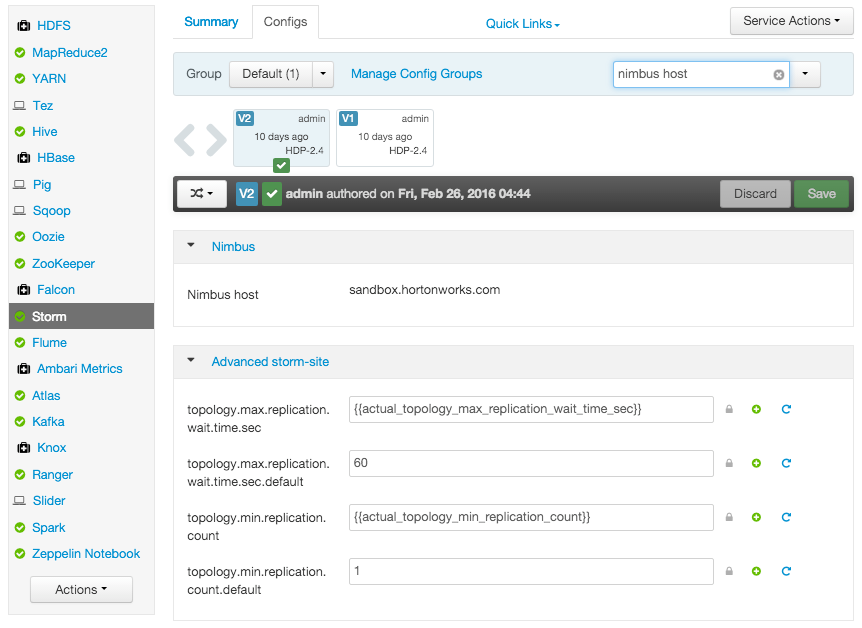 HDFS
MapReduce2
YARN
Tez
Hive
HBase
Pig
Sqoop
Oozie
ZooKeeper
Falcon
Storm
Flume
Ambari Metrics
Atlas
Kafka
Knox
Ranger
Slider
Spark
Zeppelin Notebook
Actions
Summary Configs Quick Links Service Actions
Group Default (1) Manage Config Groups nimbus host
V2 admin
10 days ago
HDP-2.4
V1 admin
10 days ago
HDP-2.4
V2 admin authored on Fri, Feb 26, 2016 04:44 Discard Save
Nimbus
Nimbus host sandbox.hortonworks.com
Advanced storm-site
topology.max.replication. {{actual_topology_max_replication_wait_time_sec}}
wait.time.sec
topology.max.replication. 60
wait.time.sec.default
topology.min.replication. {{actual_topology_min_replication_count}}
count
topology.min.replication. 1
count.default